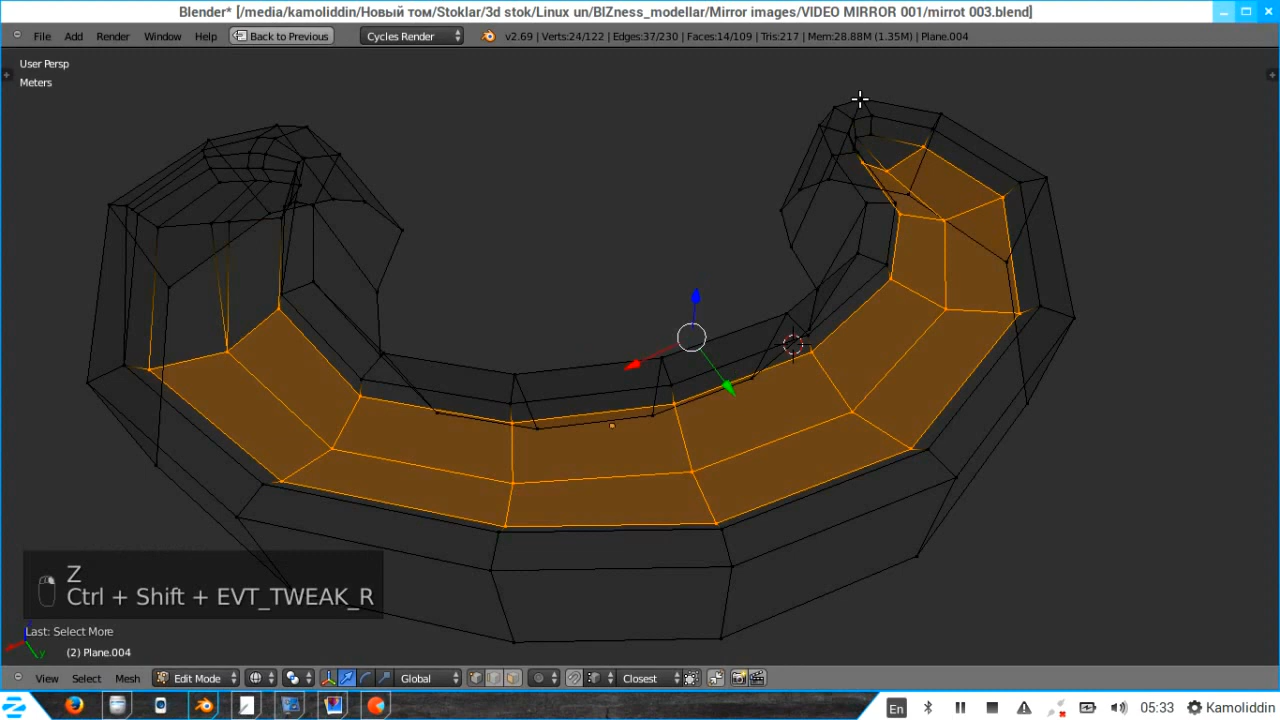 Blender* [/media/kamoliddin/Новый том/Stoklar/3d stok/Linux un/BIZness_modellar/Mirror images/VIDEO MIRROR 001/mirrot 003.blend]
File Add Render Window Help Back to Previous Cycles Render v2.69 | Verts:24/122 | Edges:37/230 | Faces:14/109 | Tris:217 | Mem:28.88M (1.35M) | Plane.004
User Persp
Meters
Z
Ctrl + Shift + EVT_TWEAK_R
Last: Select More
(2) Plane.004
View Select Mesh Edit Mode Global Closest
En 05:33 Kamoliddin